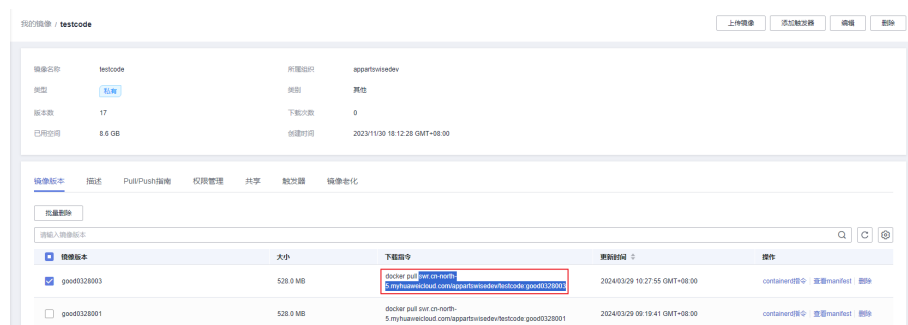 我的镜像 / testcode
上传镜像 添加触发器 编辑 删除
镜像名称 testcode 所属组织 appartswisedev
类型 私有 类别 其他
版本数 17 下载次数 0
已用空间 8.6 GB 创建时间 2023/11/30 18:12:28 GMT+08:00
镜像版本 描述 Pull/Push指南 权限管理 共享 触发器 镜像老化
批量删除
请输入镜像版本
镜像版本 大小 下载指令 更新时间 操作
good0328003 528.0 MB docker pull swr.cn-north- 2024/03/29 10:27:55 GMT+08:00 containerd指令 查看manifest 删除
5.myhuaweicloud.com/appartswisedev/testcode:good0328003
good0328001 528.0 MB docker pull swr.cn-north- 2024/03/29 09:19:41 GMT+08:00 containerd指令 查看manifest 删除
5.myhuaweicloud.com/appartswisedev/testcode:good0328001